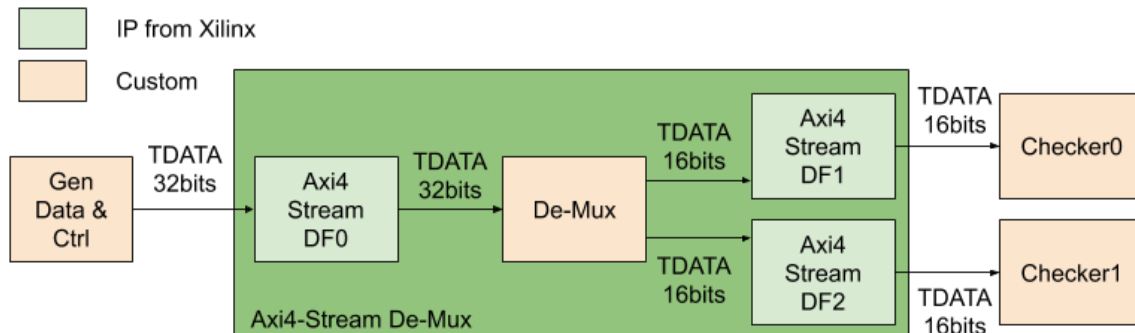 IP from Xilinx
Custom
Gen
Data &
Ctrl
TDATA
32bits
Axi4
Stream
DF0
TDATA
32bits
De-Mux
TDATA
16bits
TDATA
16bits
Axi4
Stream
DF1
Axi4
Stream
DF2
TDATA
16bits
TDATA
16bits
Checker0
Checker1
Axi4-Stream De-Mux